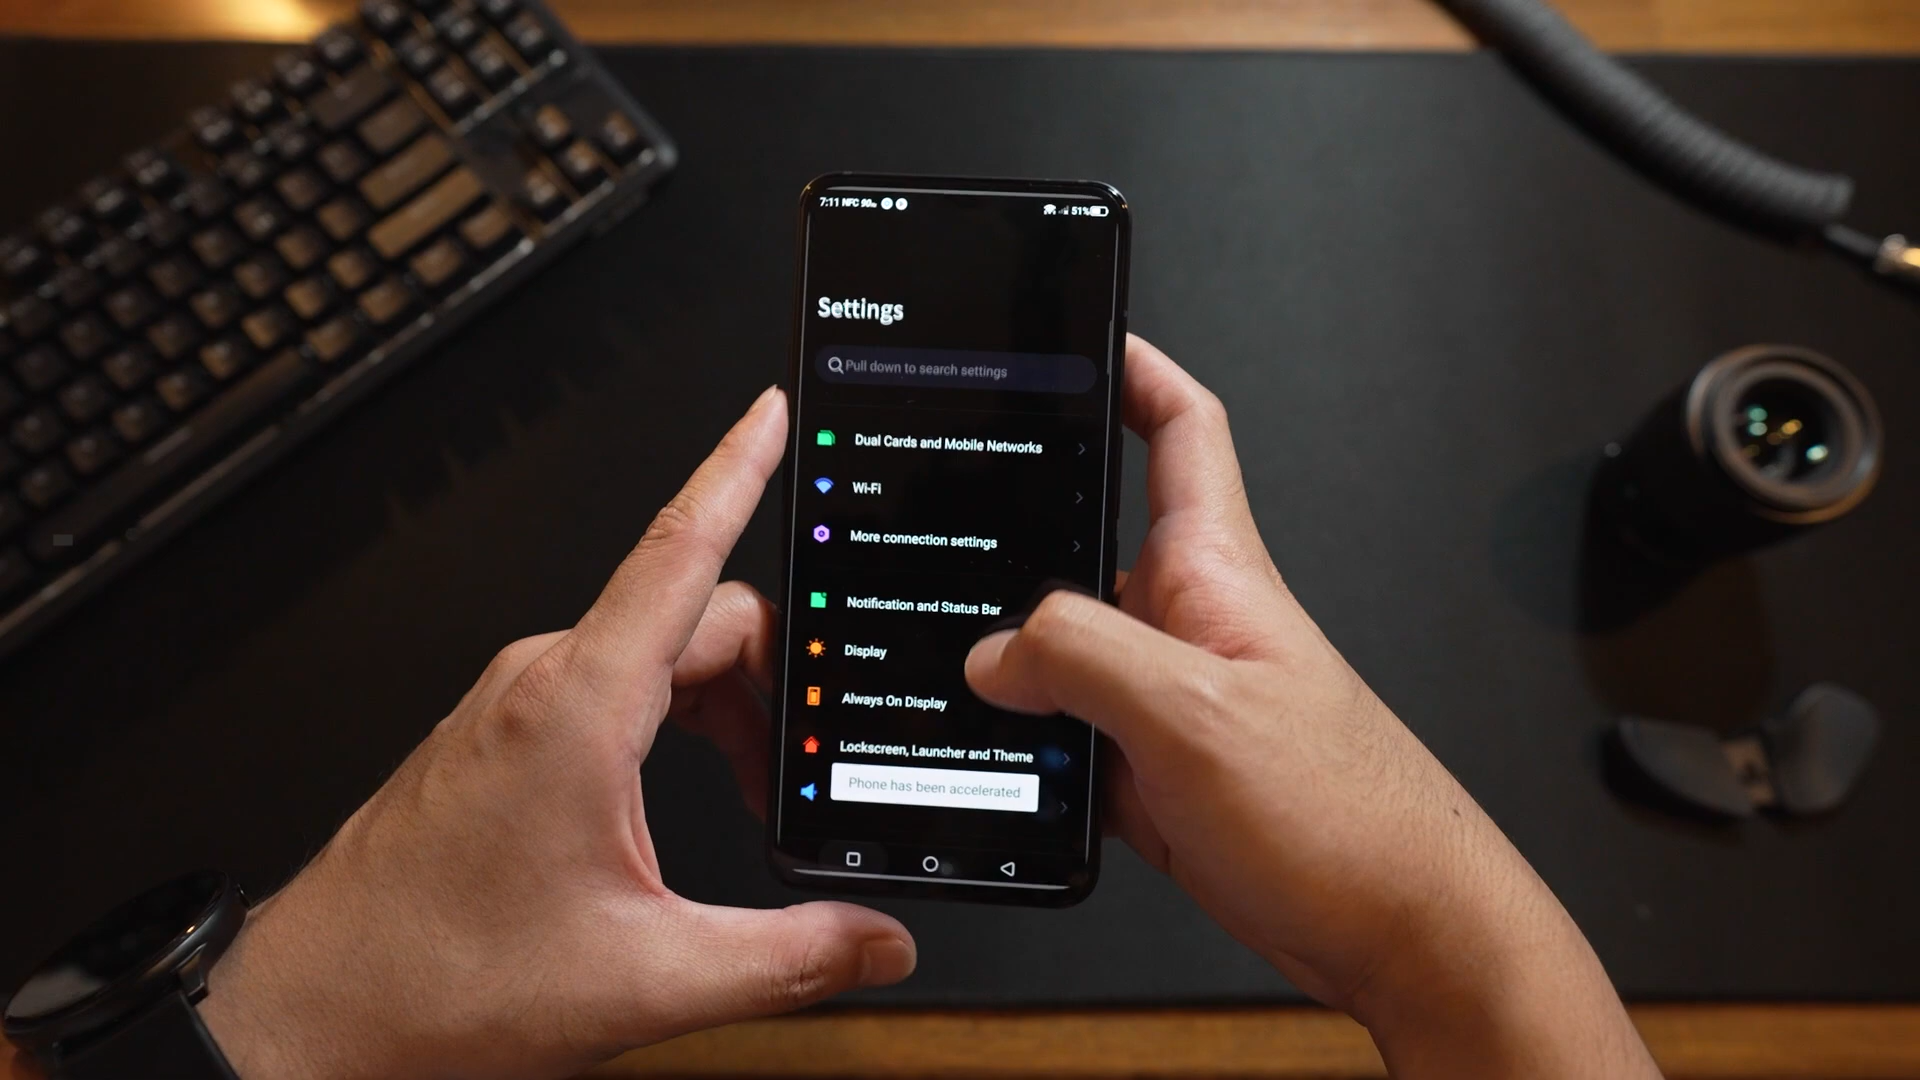 7:11 NFC 90
51%
Settings
Pull down to search settings
Dual Cards and Mobile Networks
Wi-Fi
More connection settings
Notification and Status Bar
Display
Always On Display
Lockscreen, Launcher and Theme
Phone has been accelerated